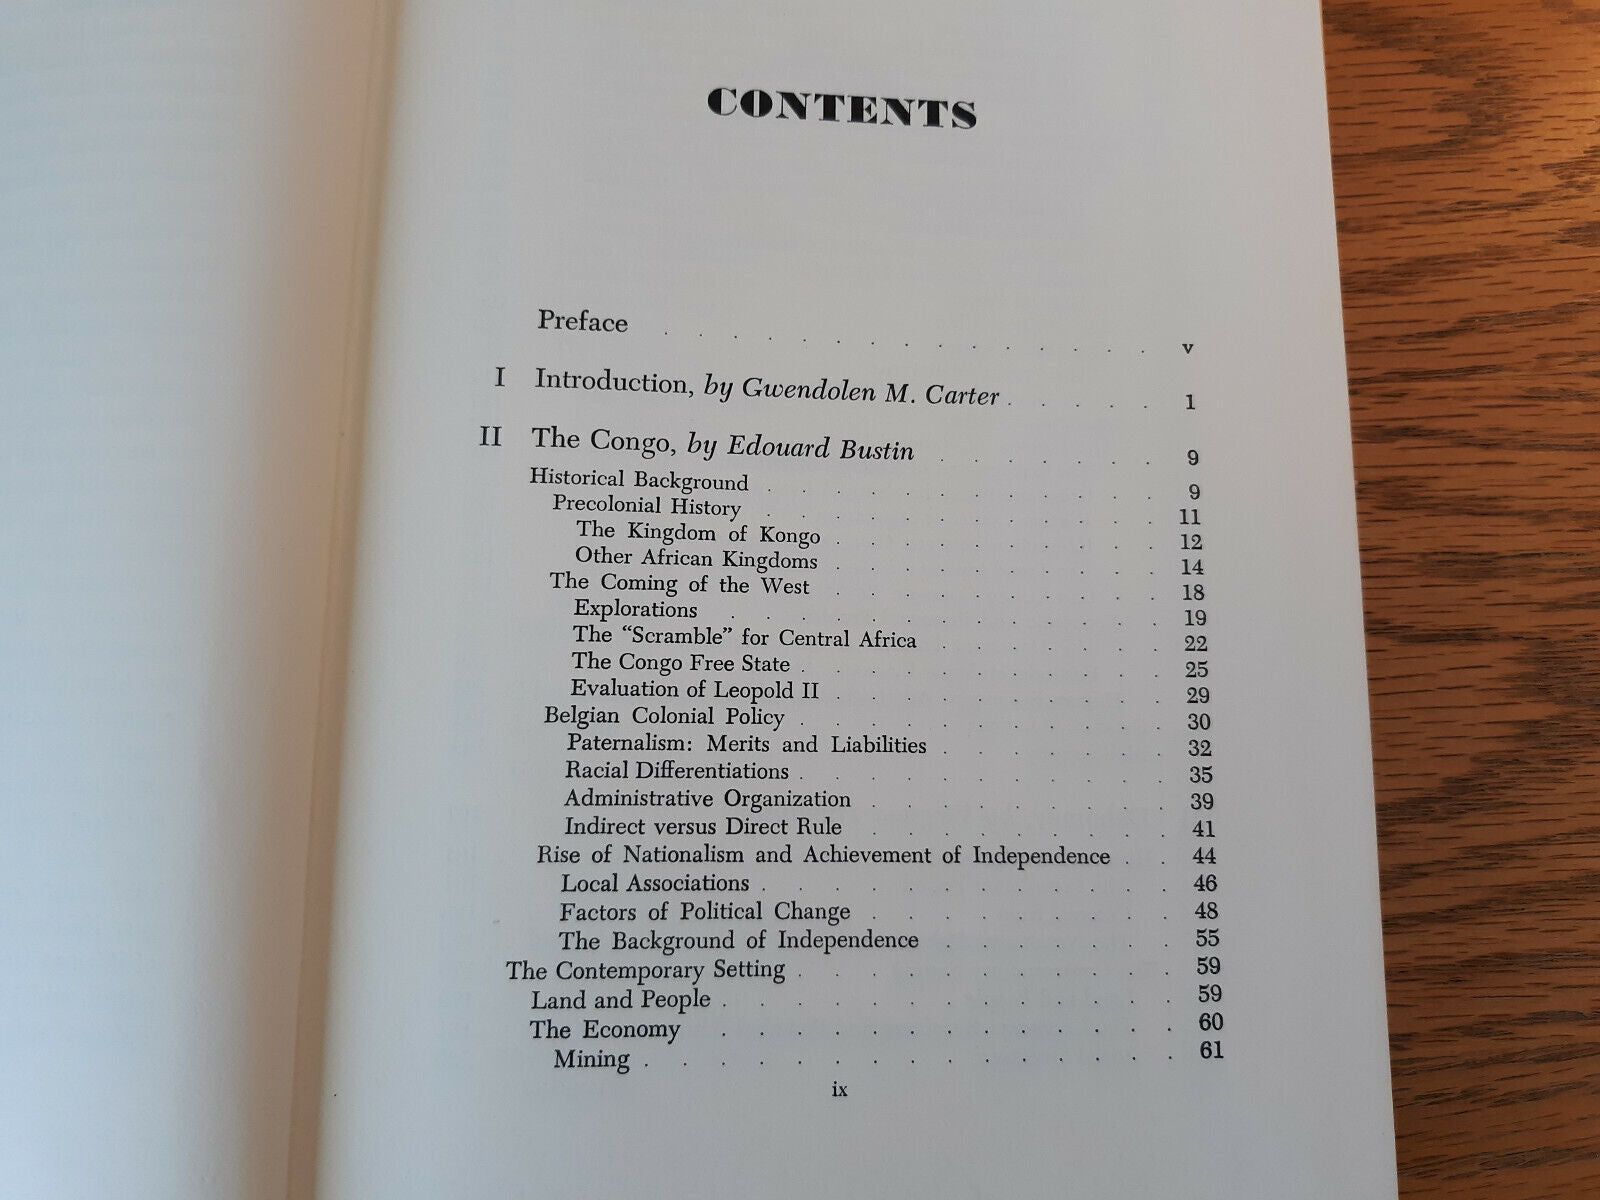 CONTENTS
Preface . . . . . . . . . . . . . . . v
I Introduction, by Gwendolen M. Carter . . . . . 1
II The Congo, by Edouard Bustin . . . . . . . 9
Historical Background . . . . . . . . . . . . 9
Precolonial History . . . . . . . . . . . . 11
The Kingdom of Kongo . . . . . . . . . . 12
Other African Kingdoms . . . . . . . . . . 14
The Coming of the West . . . . . . . . . . 18
Explorations . . . . . . . . . . . . . 19
The “Scramble” for Central Africa . . . . . . . 22
The Congo Free State . . . . . . . . . . . 25
Evaluation of Leopold II . . . . . . . . . . 29
Belgian Colonial Policy . . . . . . . . . . . 30
Paternalism: Merits and Liabilities . . . . . . . 32
Racial Differentiations . . . . . . . . . . . 35
Administrative Organization . . . . . . . . . 39
Indirect versus Direct Rule . . . . . . . . . 41
Rise of Nationalism and Achievement of Independence . . 44
Local Associations . . . . . . . . . . . . 46
Factors of Political Change . . . . . . . . . 48
The Background of Independence . . . . . . . 55
The Contemporary Setting . . . . . . . . . . . 59
Land and People . . . . . . . . . . . . . 59
The Economy . . . . . . . . . . . . . 60
Mining . . . . . . . . . . . . . . . 61
ix